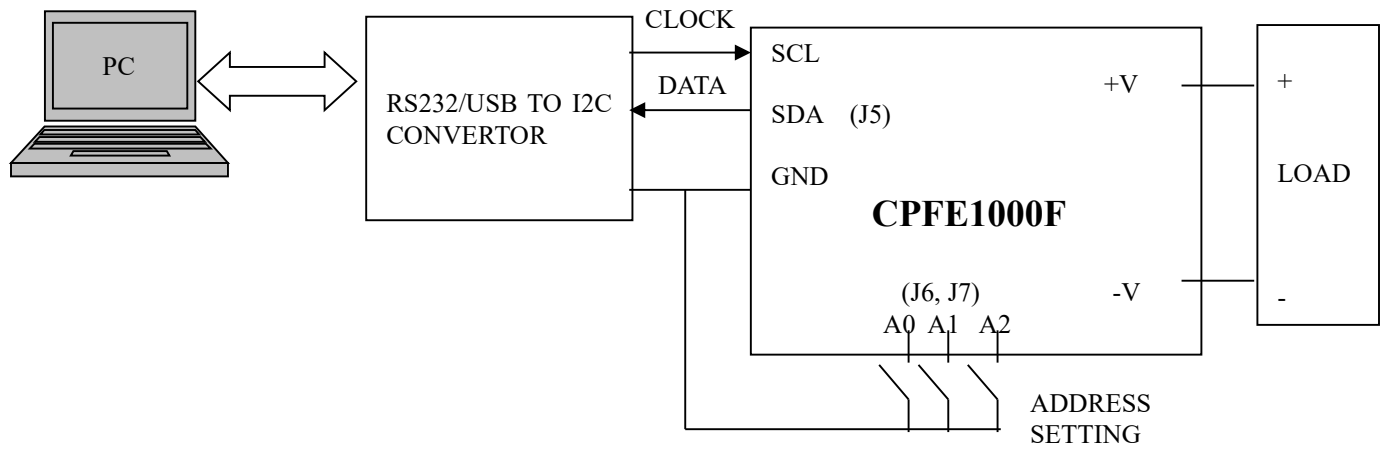 PC
RS232/USB TO I2C
CONVERTOR
CLOCK
DATA
SCL
SDA (J5)
GND
CPFE1000F
+V
-V
(J6, J7)
A0 A1 A2
+
LOAD
-
ADDRESS
SETTING